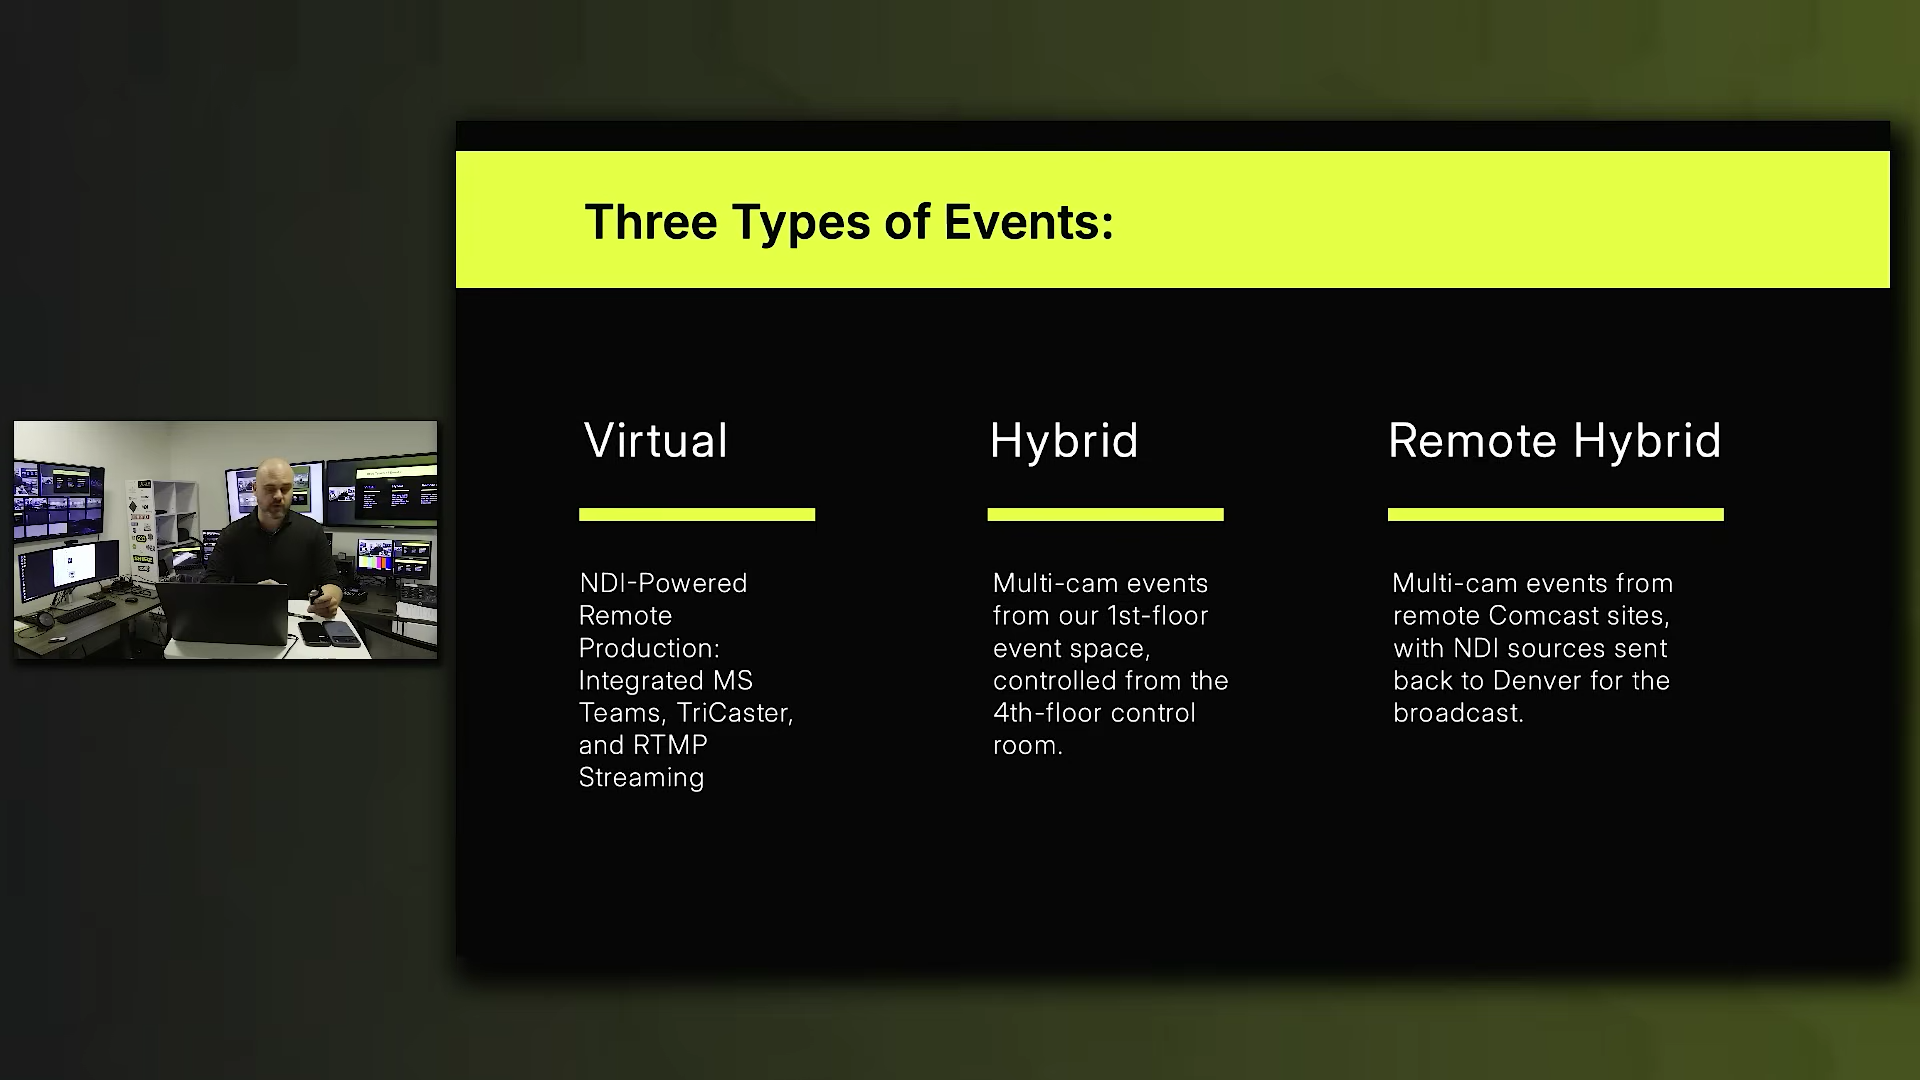 Three Types of Events:
Virtual
NDI-Powered
Remote
Production:
Integrated MS
Teams, TriCaster,
and RTMP
Streaming
Hybrid
Multi-cam events
from our 1st-floor
event space,
controlled from the
4th-floor control
room.
Remote Hybrid
Multi-cam events from
remote Comcast sites,
with NDI sources sent
back to Denver for the
broadcast.